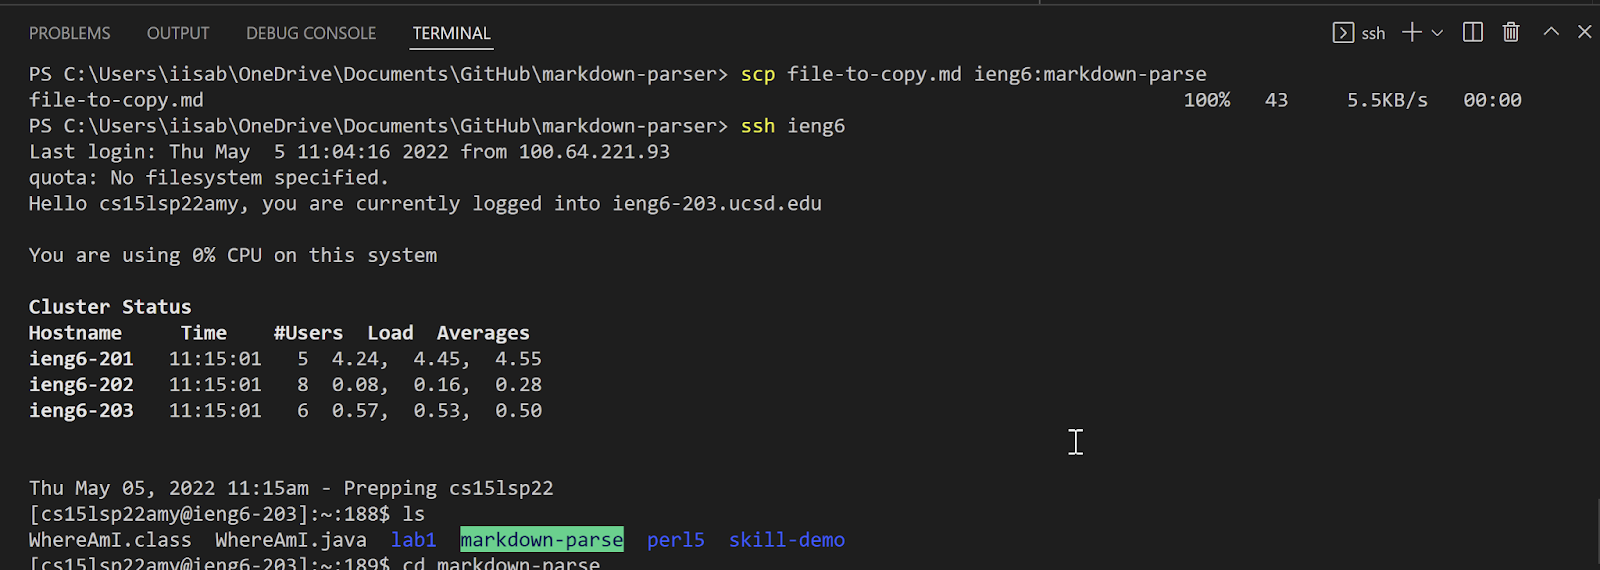 PROBLEMS OUTPUT DEBUG CONSOLE TERMINAL ssh
PS C:\Users\iisab\OneDrive\Documents\GitHub\markdown-parser> scp file-to-copy.md ieng6:markdown-parse
file-to-copy.md 100% 43 5.5KB/s 00:00
PS C:\Users\iisab\OneDrive\Documents\GitHub\markdown-parser> ssh ieng6
Last login: Thu May  5 11:04:16 2022 from 100.64.221.93
quota: No filesystem specified.
Hello cs15lsp22amy, you are currently logged into ieng6-203.ucsd.edu
You are using 0% CPU on this system
Cluster Status
Hostname     Time    #Users  Load  Averages
ieng6-201   11:15:01   5  4.24,  4.45,  4.55
ieng6-202   11:15:01   8  0.08,  0.16,  0.28
ieng6-203   11:15:01   6  0.57,  0.53,  0.50
Thu May 05, 2022 11:15am - Prepping cs15lsp22
[cs15lsp22amy@ieng6-203]:~:188$ ls
WhereAmI.class  WhereAmI.java  lab1  markdown-parse  perl5  skill-demo
[cs15lsp22amy@ieng6-203]:~:189$ cd markdown-parse